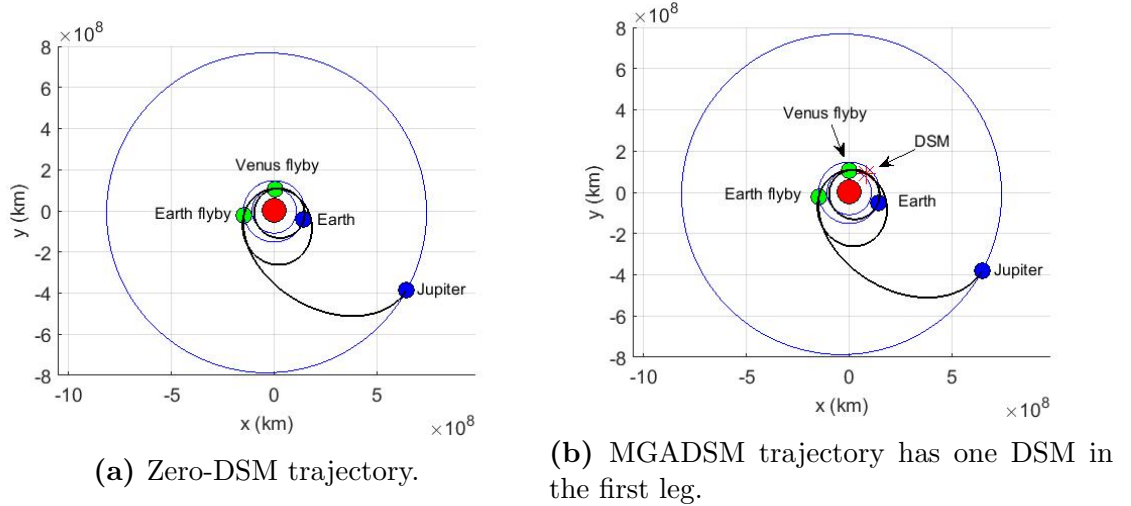 ×10^8
8
6
4
2
0
-2
-4
-6
-8
y (km)
Venus flyby
Earth flyby
Earth
Jupiter
-10
-5
0
5
x (km)
×10^8
(a) Zero-DSM trajectory.
×10^8
8
6
4
2
0
-2
-4
-6
-8
y (km)
Venus flyby
DSM
Earth flyby
Earth
Jupiter
-10
-5
0
5
x (km)
×10^8
(b) MGADSM trajectory has one DSM in
the first leg.